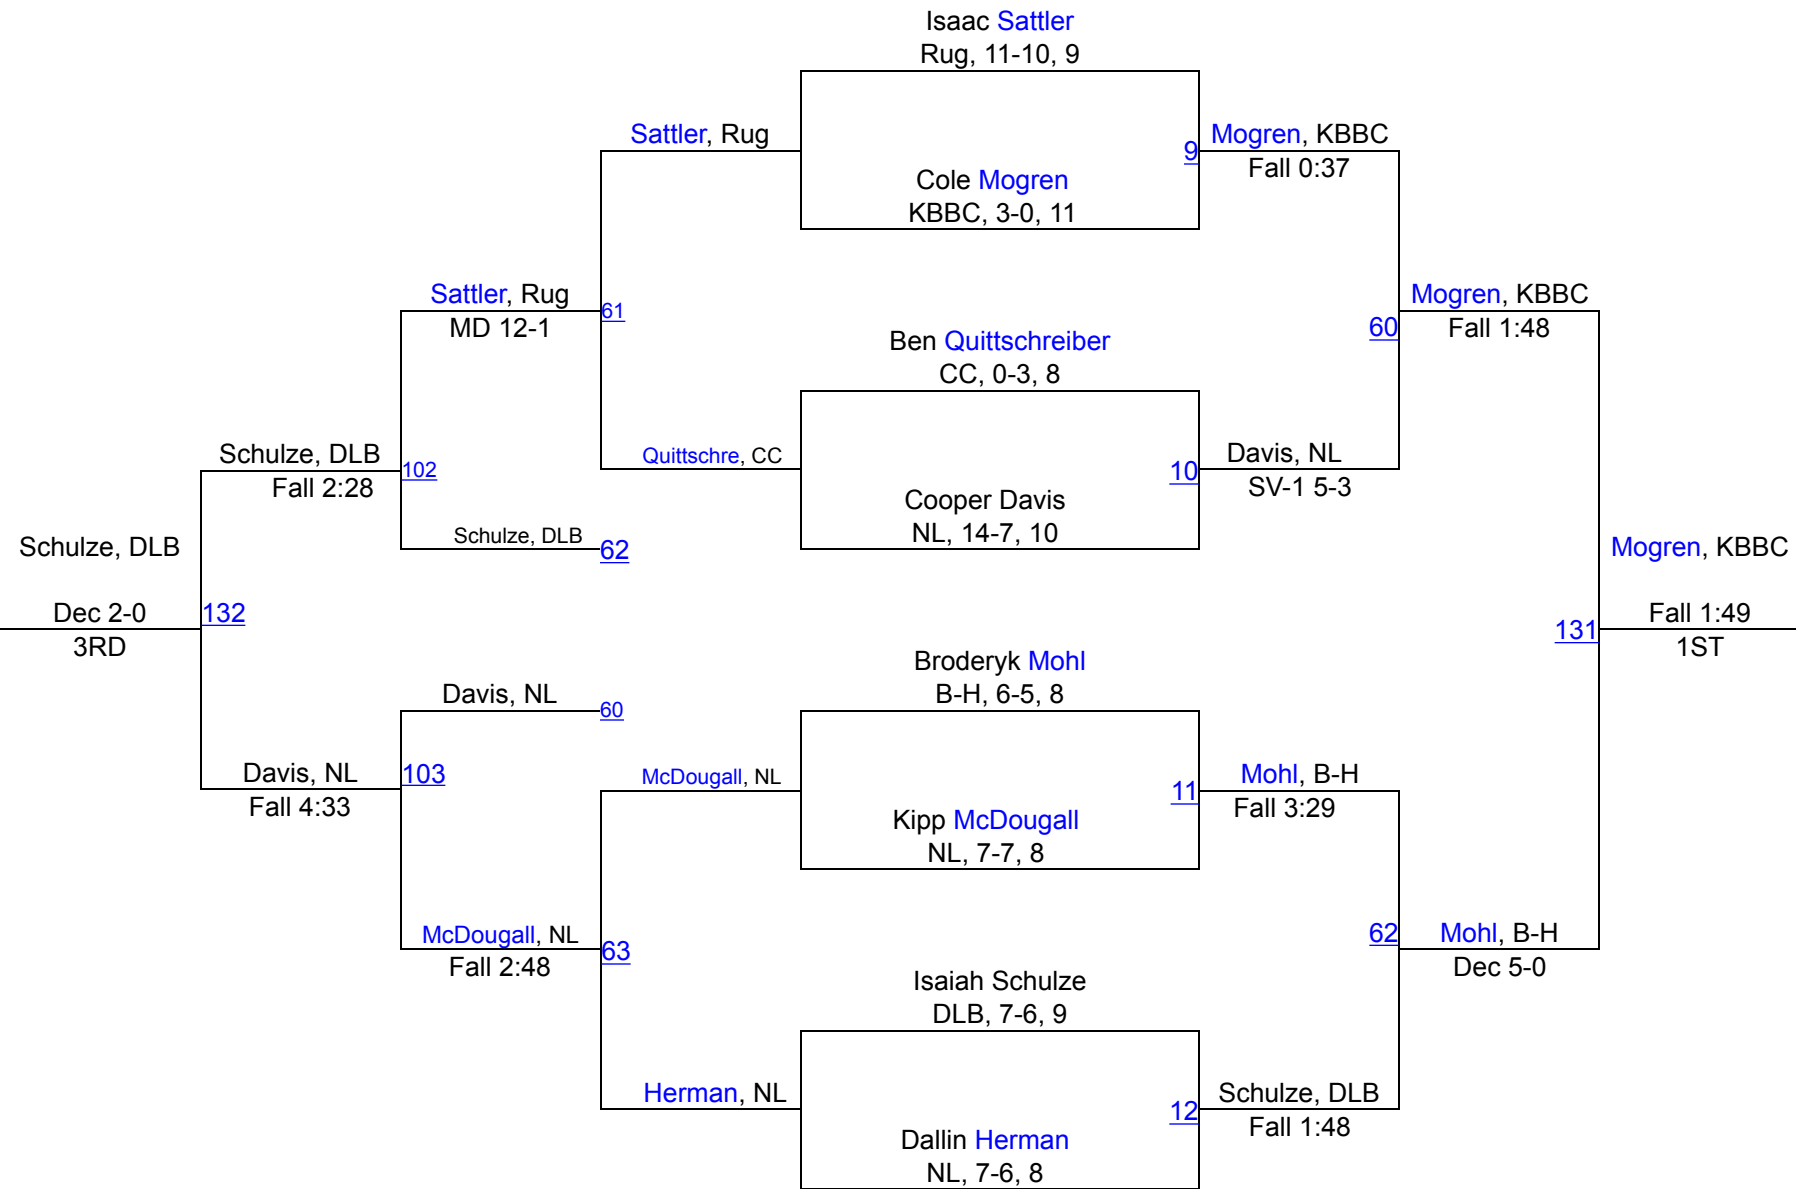 Isaac Sattler
Rug, 11-10, 9
Sattler, Rug
9
Mogren, KBBC
Fall 0:37
Cole Mogren
KBBC, 3-0, 11
Sattler, Rug
MD 12-1
61
Mogren, KBBC
Fall 1:48
60
Ben Quittschreiber
CC, 0-3, 8
Schulze, DLB
Fall 2:28
102
Quittschre, CC
10
Davis, NL
SV-1 5-3
Cooper Davis
NL, 14-7, 10
Schulze, DLB
62
Schulze, DLB
Dec 2-0
3RD
132
Mogren, KBBC
Fall 1:49
1ST
131
Broderyk Mohl
B-H, 6-5, 8
Davis, NL
60
Davis, NL
Fall 4:33
103
McDougall, NL
11
Mohl, B-H
Fall 3:29
Kipp McDougall
NL, 7-7, 8
McDougall, NL
Fall 2:48
63
62
Mohl, B-H
Dec 5-0
Isaiah Schulze
DLB, 7-6, 9
Herman, NL
12
Schulze, DLB
Fall 1:48
Dallin Herman
NL, 7-6, 8